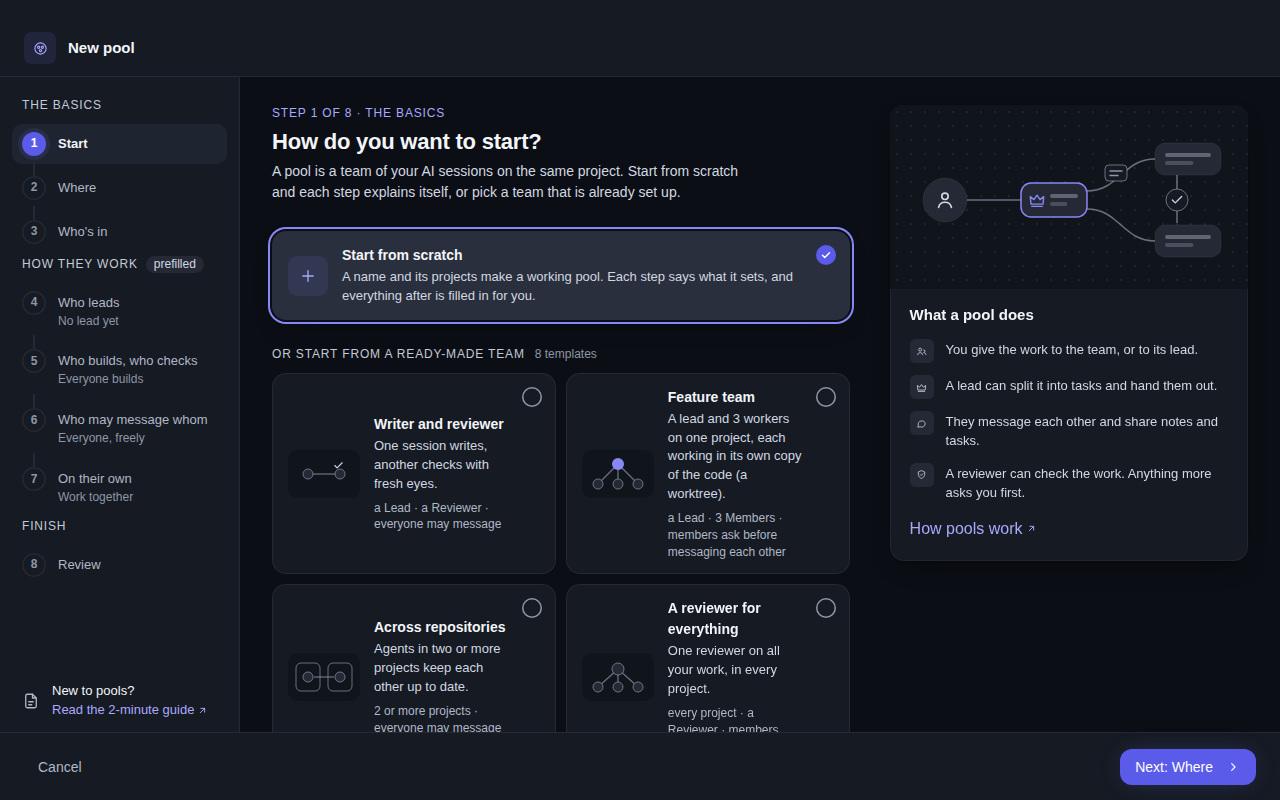 New pool
THE BASICS
1 Start
2 Where
3 Who's in
HOW THEY WORK prefilled
4 Who leads
No lead yet
5 Who builds, who checks
Everyone builds
6 Who may message whom
Everyone, freely
7 On their own
Work together
FINISH
8 Review
New to pools?
Read the 2-minute guide
STEP 1 OF 8 · THE BASICS
How do you want to start?
A pool is a team of your AI sessions on the same project. Start from scratch
and each step explains itself, or pick a team that is already set up.
Start from scratch
A name and its projects make a working pool. Each step says what it sets, and
everything after is filled in for you.
OR START FROM A READY-MADE TEAM 8 templates
Writer and reviewer
One session writes,
another checks with
fresh eyes.
a Lead · a Reviewer ·
everyone may message
Feature team
A lead and 3 workers
on one project, each
working in its own copy
of the code (a
worktree).
a Lead · 3 Members ·
members ask before
messaging each other
Across repositories
Agents in two or more
projects keep each
other up to date.
2 or more projects ·
everyone may message
A reviewer for
everything
One reviewer on all
your work, in every
project.
every project · a
Reviewer · members
What a pool does
You give the work to the team, or to its lead.
A lead can split it into tasks and hand them out.
They message each other and share notes and
tasks.
A reviewer can check the work. Anything more
asks you first.
How pools work
Cancel
Next: Where